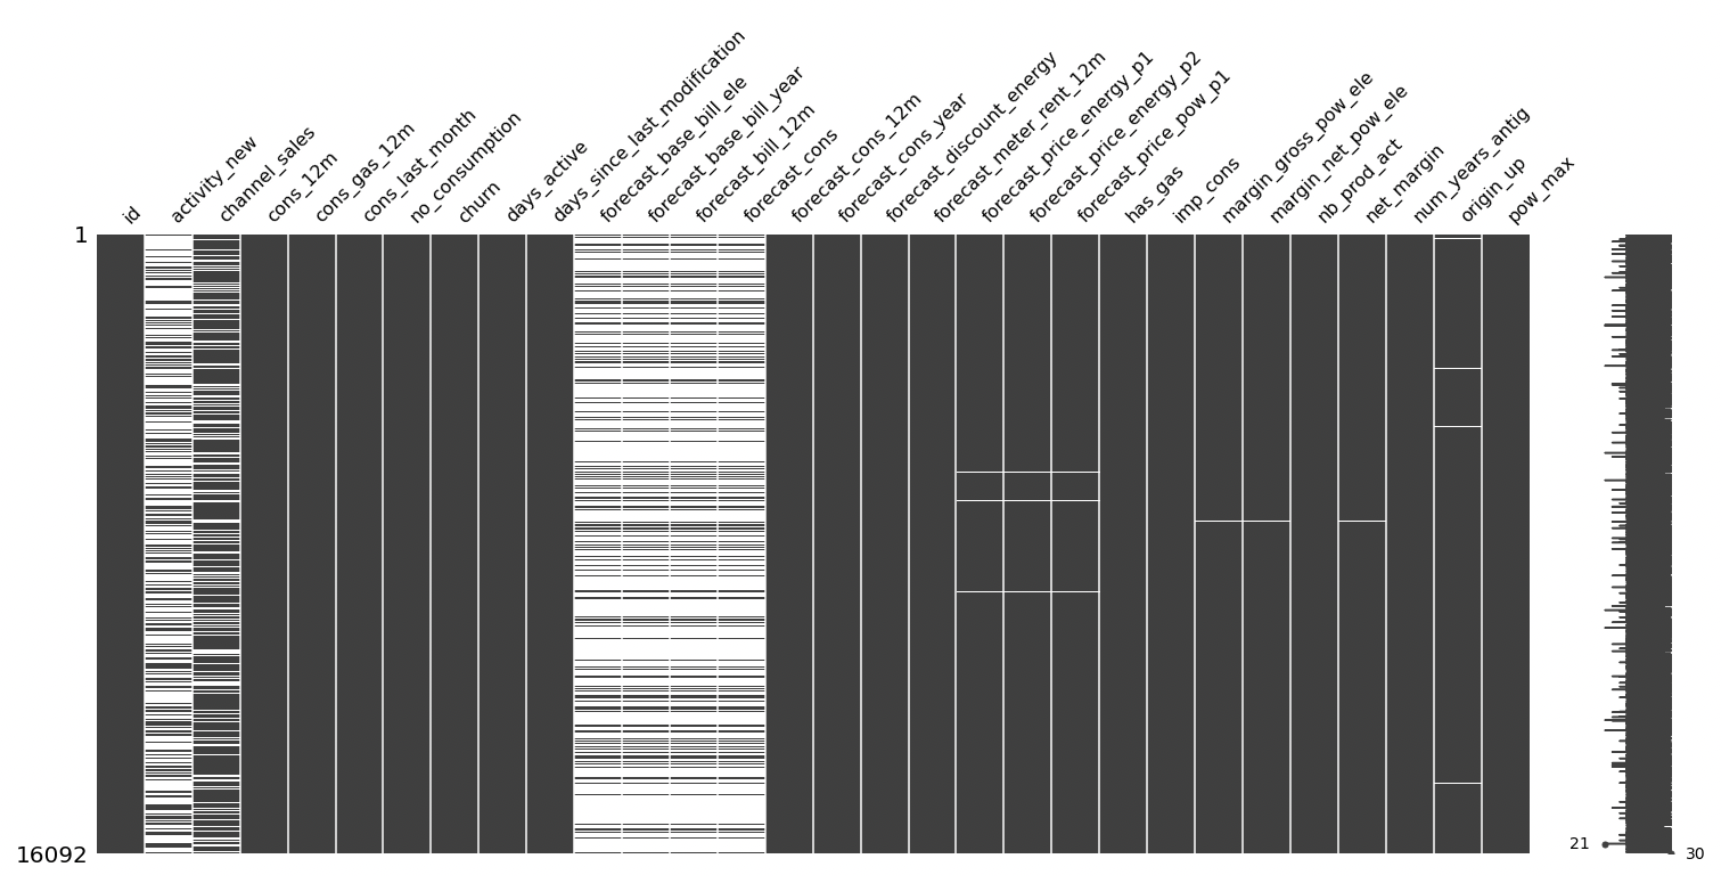 id
activity_new
channel_sales
cons_12m
cons_gas_12m
cons_last_month
no_consumption
churn
days_active
days_since_last_modification
forecast_base_bill_ele
forecast_base_bill_year
forecast_bill_12m
forecast_cons
forecast_cons_12m
forecast_cons_year
forecast_discount_energy
forecast_meter_rent_12m
forecast_price_energy_p1
forecast_price_energy_p2
forecast_price_pow_p1
has_gas
imp_cons
margin_gross_pow_ele
margin_net_pow_ele
nb_prod_act
net_margin
num_years_antig
origin_up
pow_max
1
16092
21
30